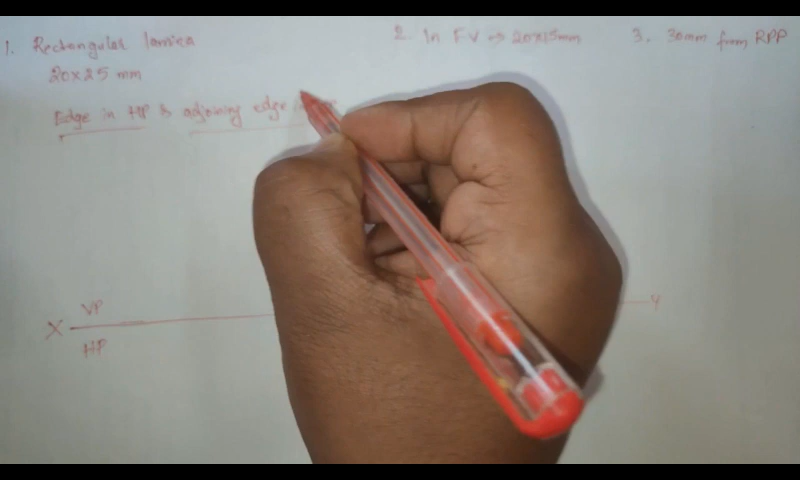 1. Rectangular lamina
20x25 mm
2 In FV → 20x15mm
3. 30mm from RPP
Edge in HP & adjoining edge
VP
X
Y
HP